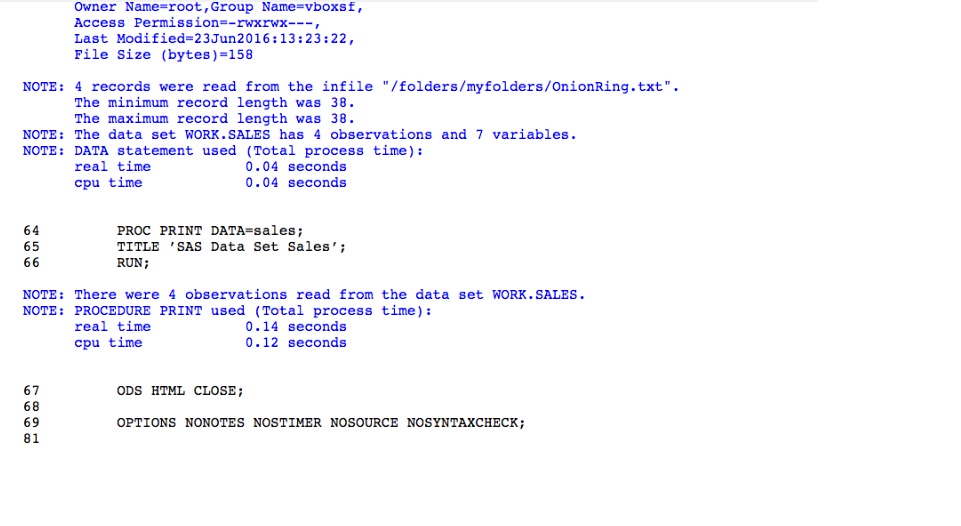 Owner Name=root,Group Name=vboxsf,
Access Permission=-rwxrwx---,
Last Modified=23Jun2016:13:23:22,
File Size (bytes)=158
NOTE: 4 records were read from the infile "/folders/myfolders/OnionRing.txt".
The minimum record length was 38.
The maximum record length was 38.
NOTE: The data set WORK.SALES has 4 observations and 7 variables.
NOTE: DATA statement used (Total process time):
real time 0.04 seconds
cpu time 0.04 seconds
64 PROC PRINT DATA=sales;
65 TITLE 'SAS Data Set Sales';
66 RUN;
NOTE: There were 4 observations read from the data set WORK.SALES.
NOTE: PROCEDURE PRINT used (Total process time):
real time 0.14 seconds
cpu time 0.12 seconds
67 ODS HTML CLOSE;
68
69 OPTIONS NONOTES NOSTIMER NOSOURCE NOSYNTAXCHECK;
81